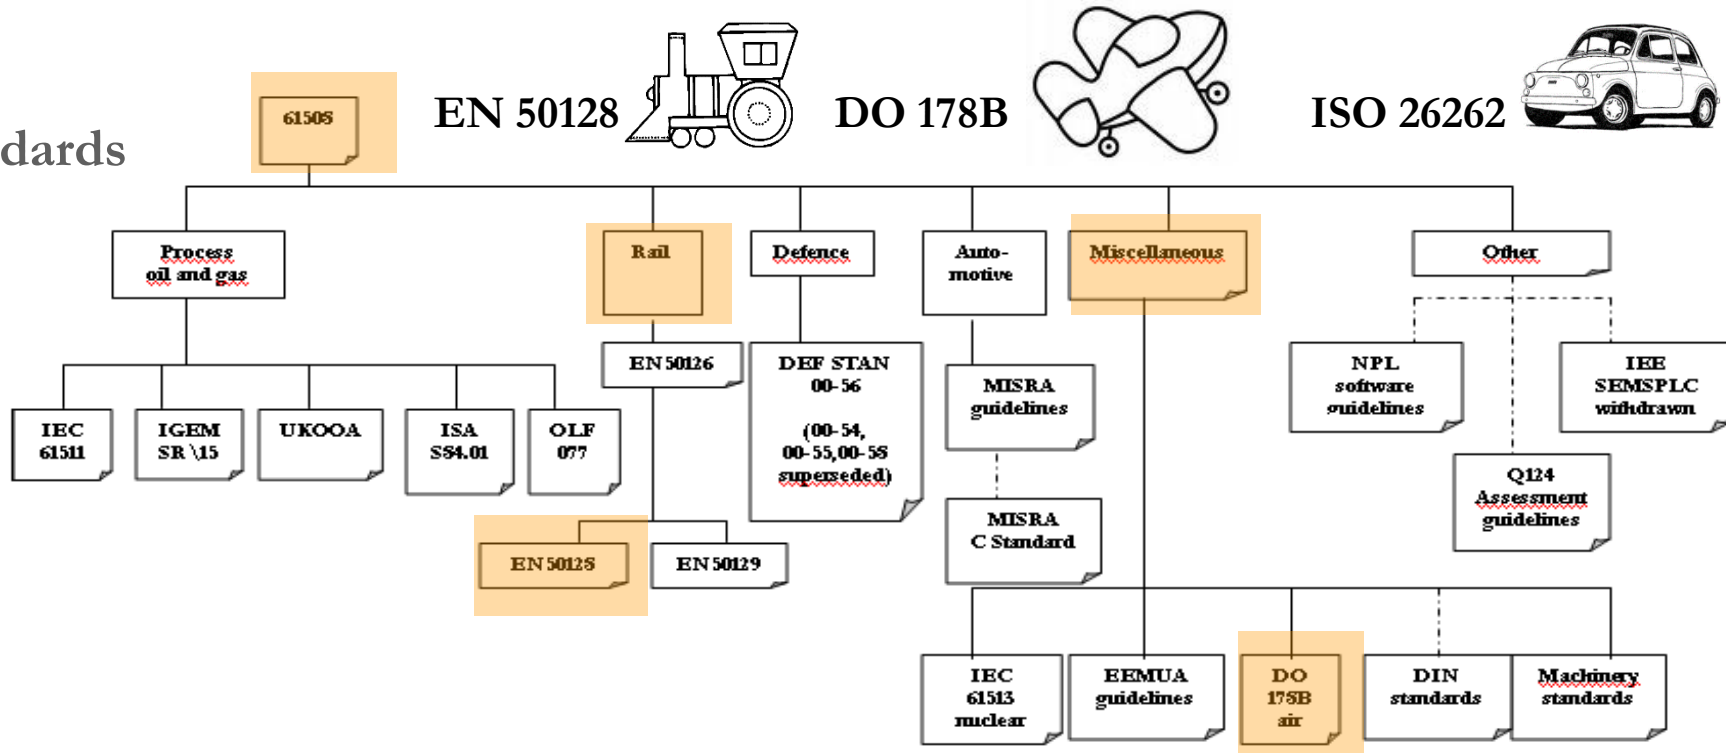 EN 50128
DO 178B
ISO 26262
dards
61508
Process
oil and gas
Rail
Defence
Auto-
motive
Miscellaneous
Other
IEC
61511
IGEM
SR \15
UKOOA
ISA
S84.01
OLF
077
EN 50126
EN 50128
EN 50129
DEF STAN
00-56
(00-54,
00-55,00-58
superseded)
MISRA
guidelines
MISRA
C Standard
NPL
software
guidelines
IEE
SEMSPLC
withdrawn
Q124
Assessment
guidelines
IEC
61513
nuclear
EEMUA
guidelines
DO
178B
air
DIN
standards
Machinery
standards